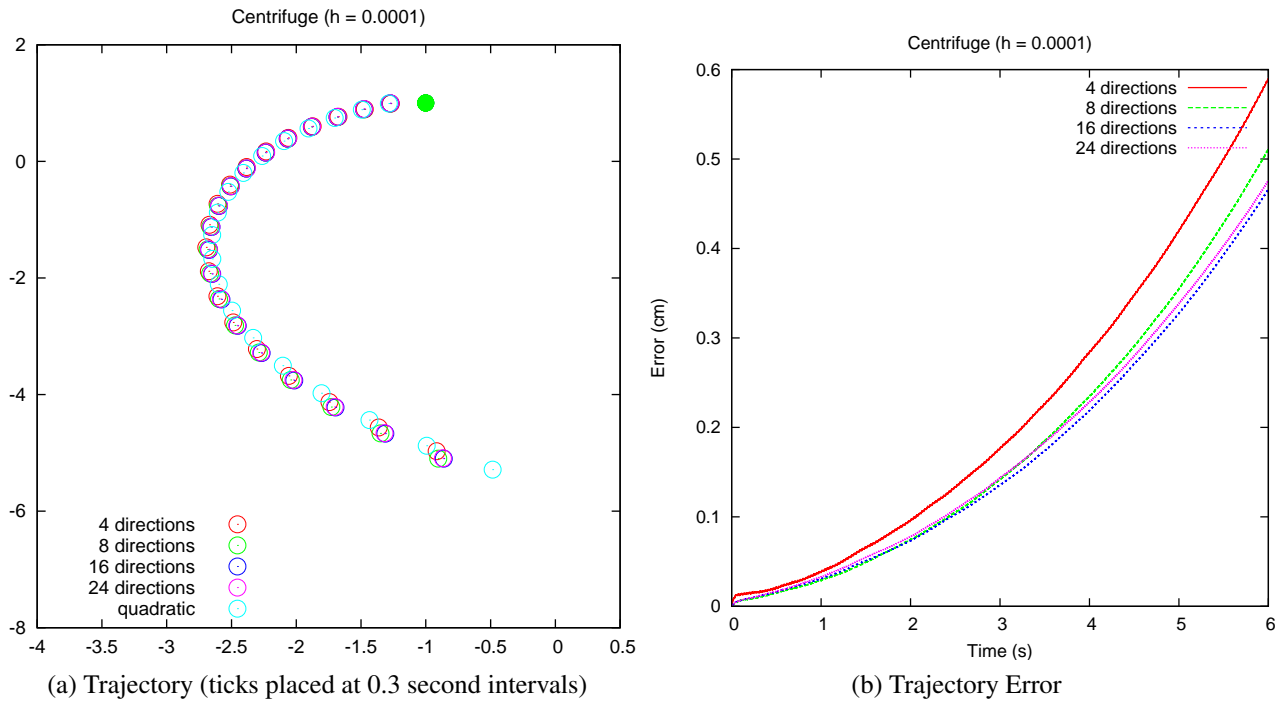 Centrifuge (h = 0.0001)
2
0
-2
-4
-6
-8
4 directions
8 directions
16 directions
24 directions
quadratic
-4 -3.5 -3 -2.5 -2 -1.5 -1 -0.5 0 0.5
(a) Trajectory (ticks placed at 0.3 second intervals)
Centrifuge (h = 0.0001)
0.6
0.5
0.4
0.3
0.2
0.1
0
Error (cm)
4 directions
8 directions
16 directions
24 directions
0 1 2 3 4 5 6
Time (s)
(b) Trajectory Error